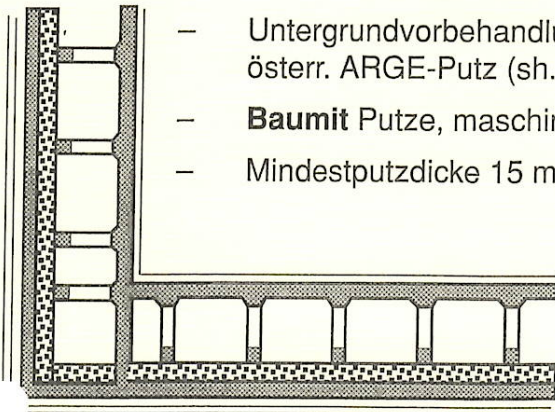 – Untergrundvorbehandlu
österr. ARGE-Putz (sh.
– Baumit Putze, maschin
– Mindestputzdicke 15 m